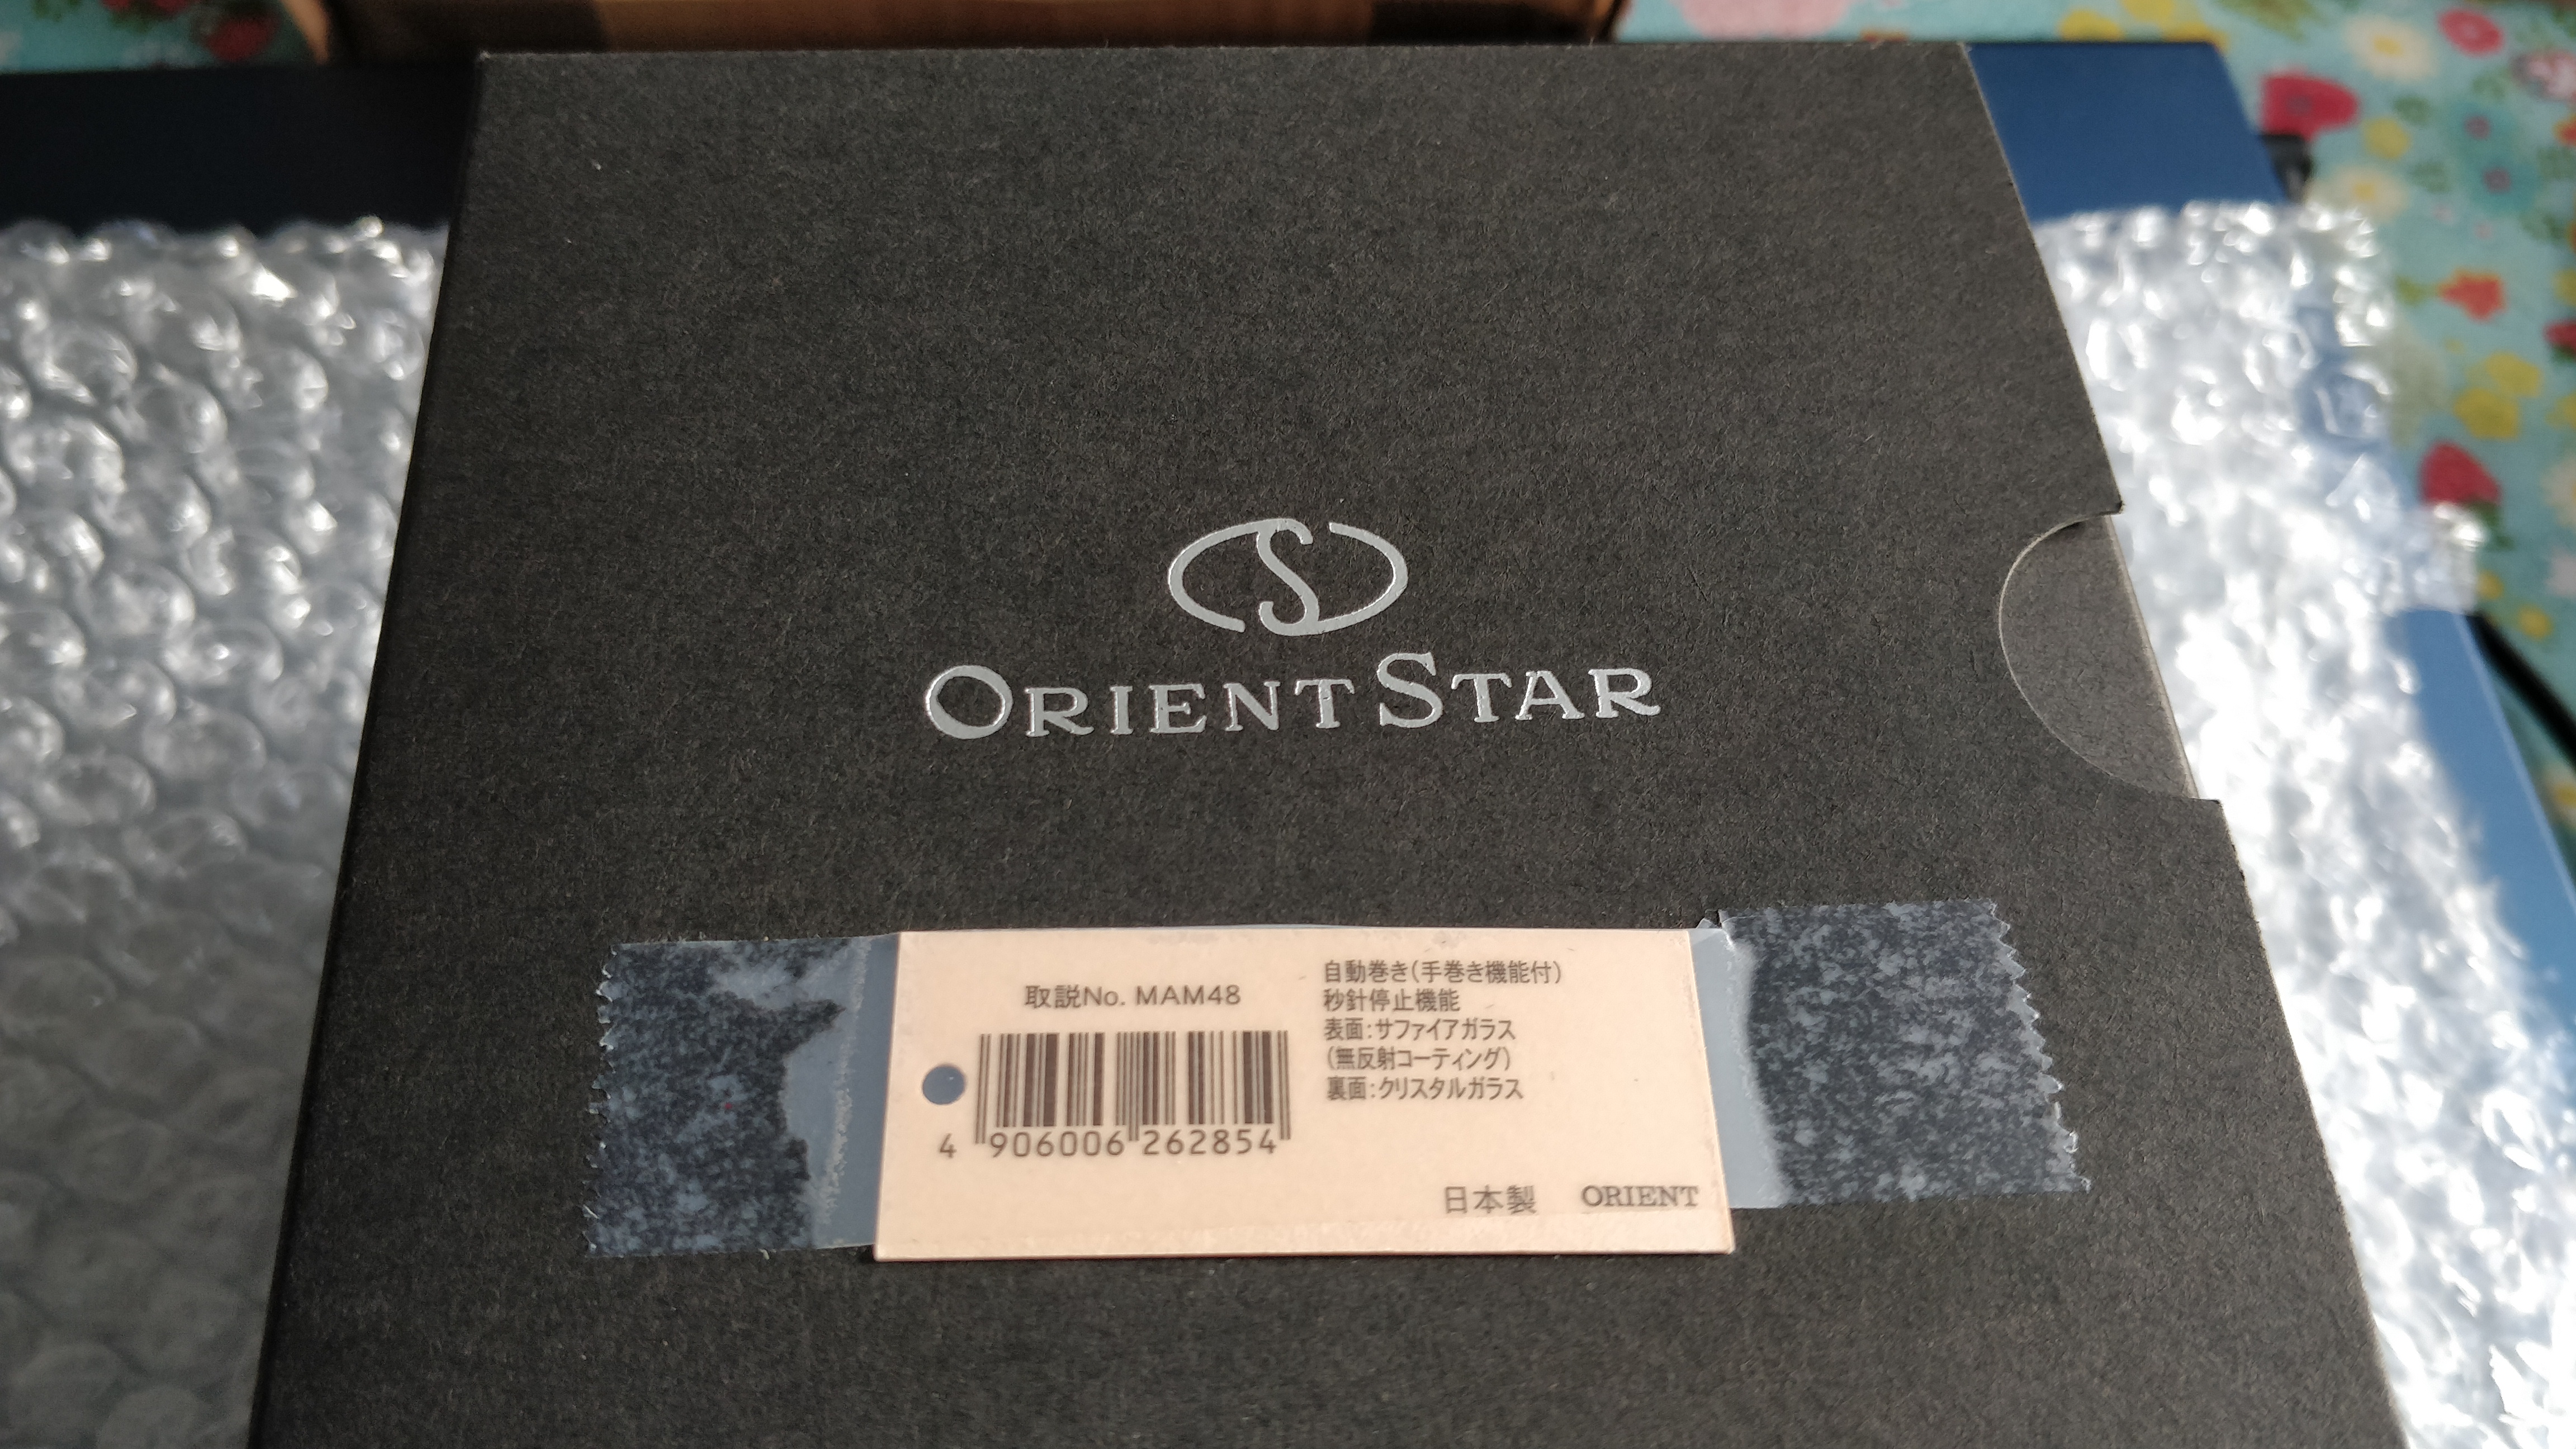 ORIENT STAR
取説No. MAM48
4 906006 262854
自動巻き(手巻き機能付)
秒針停止機能
表面:サファイアガラス
(無反射コーティング)
裏面:クリスタルガラス
日本製 ORIENT